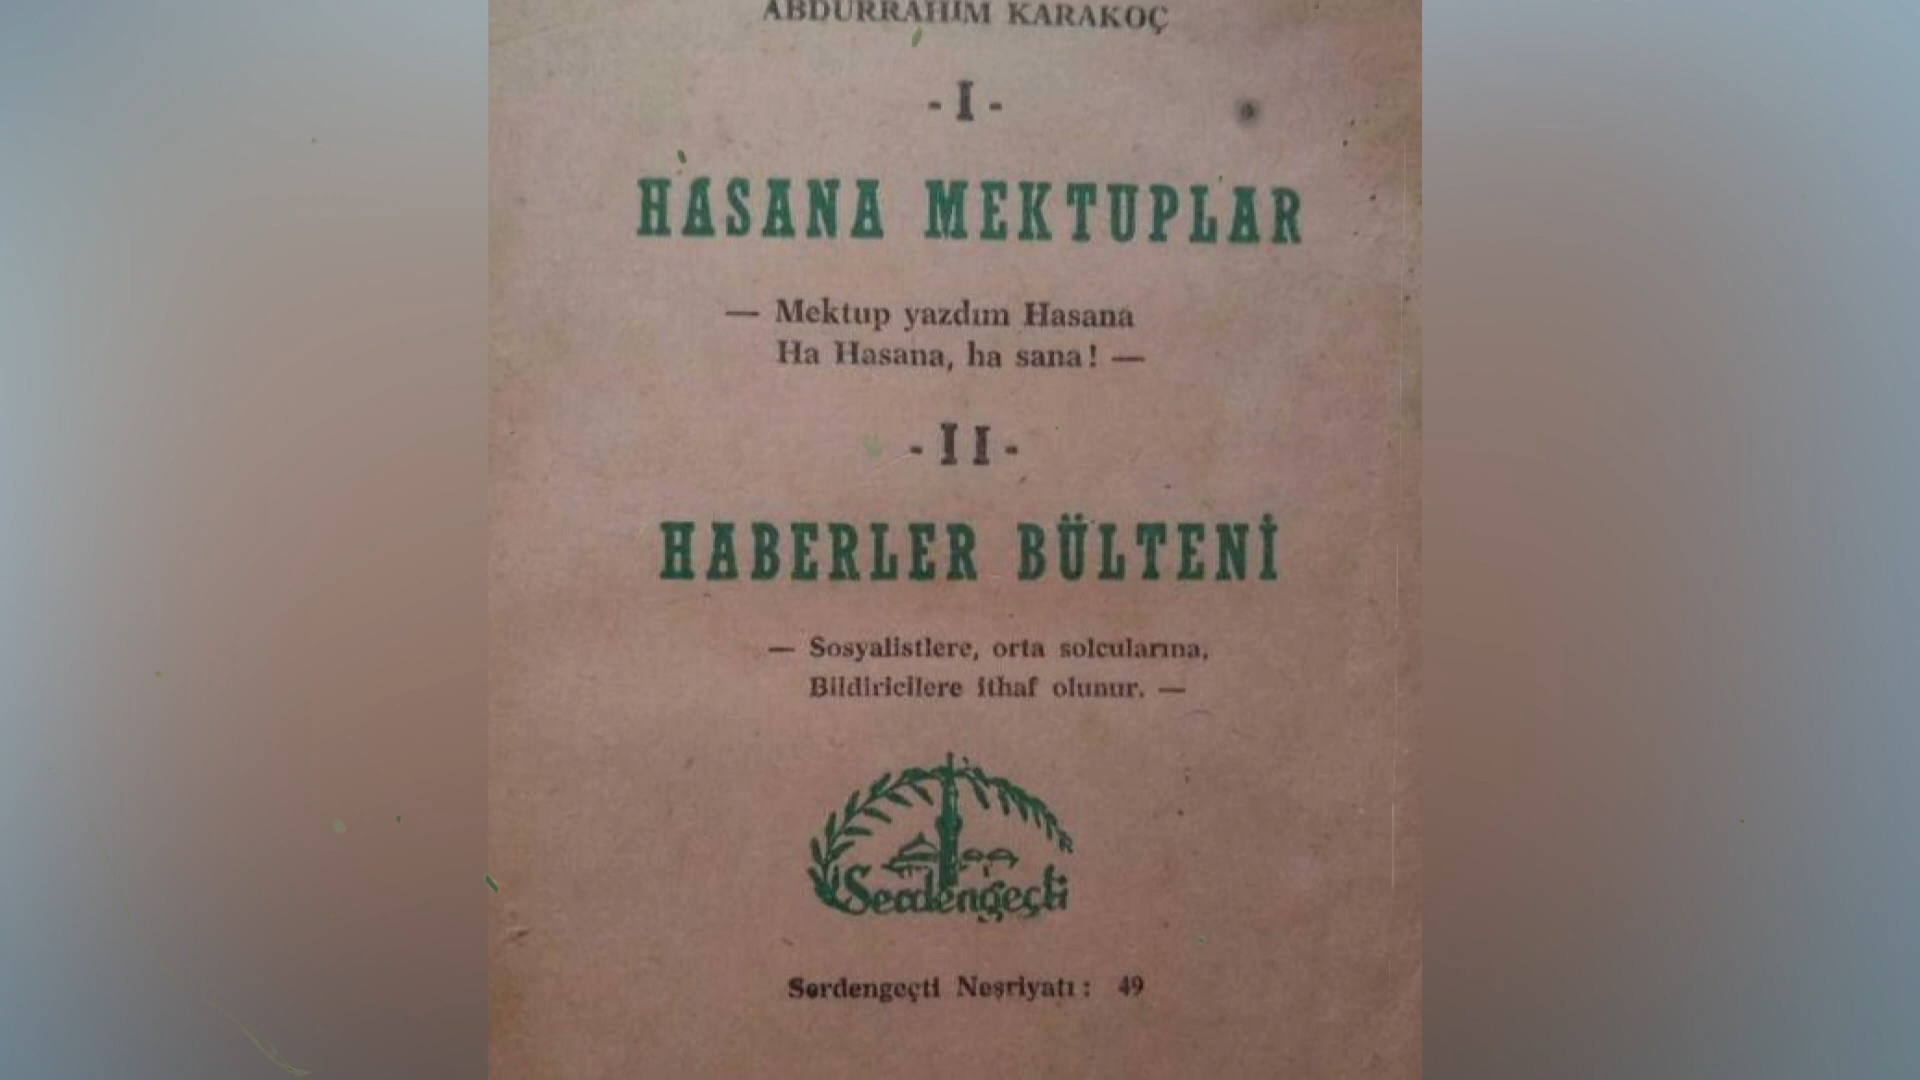 ABDURRAHİM KARAKOÇ
- I -
HASANA MEKTUPLAR
— Mektup yazdım Hasana
Ha Hasana, ha sana! —
- II -
HABERLER BÜLTENİ
— Sosyalistlere, orta solcularına,
Bildiricilere ithaf olunur. —
Serdengeçti
Serdengeçti Neşriyatı: 49